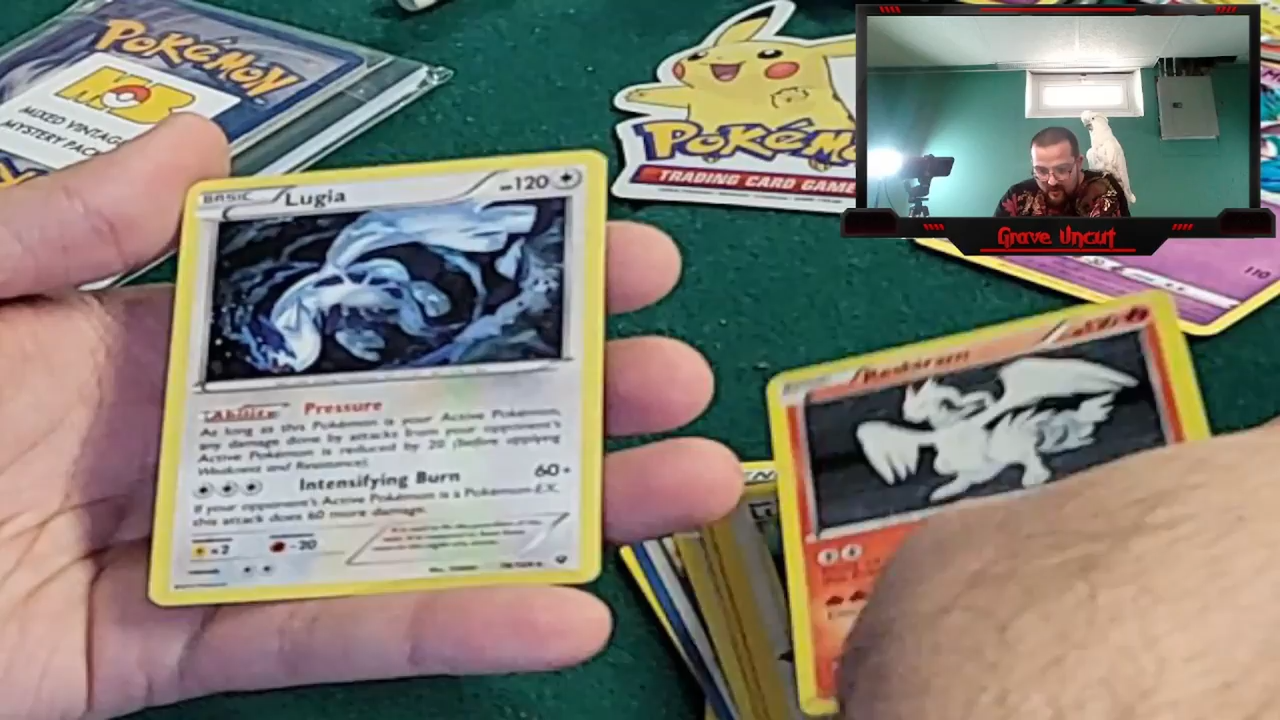 Pokémon
MIXED VINTAGE
MYSTERY PACK
Pokémo
TRADING CARD GAME
Grave Uncut
BASIC Lugia HP120
Ability Pressure
As long as this Pokémon is your Active Pokémon,
any damage done by attacks from your opponent's
Active Pokémon is reduced by 20 (before applying
Weakness and Resistance).
Intensifying Burn 60+
If your opponent's Active Pokémon is a Pokémon-EX,
this attack does 60 more damage.
×2 -20
Reshiram
110